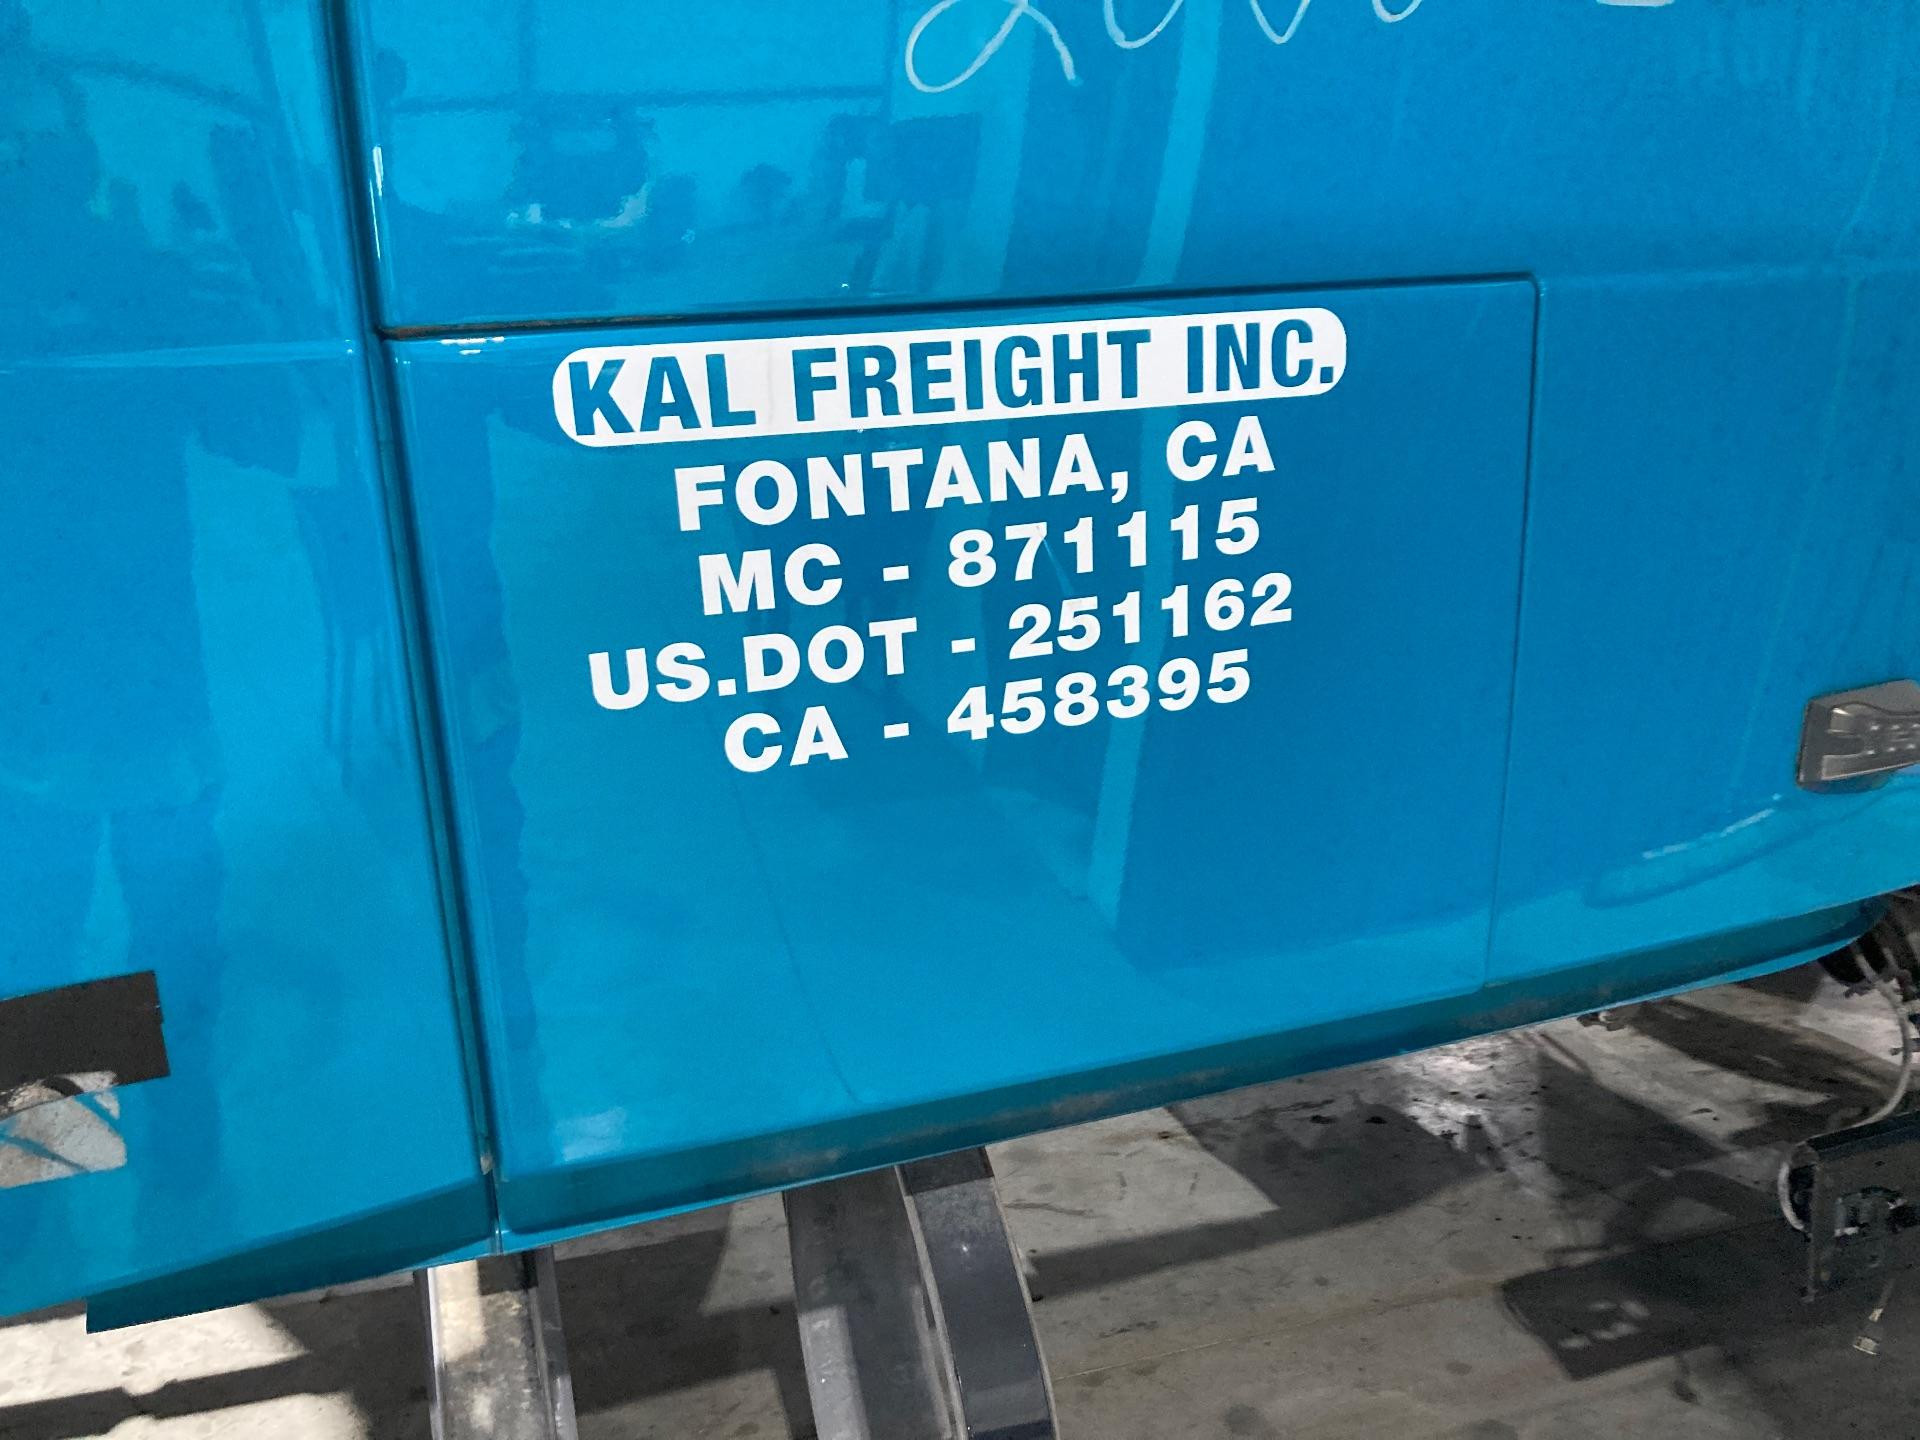 KAL FREIGHT INC.
FONTANA, CA
MC - 871115
US.DOT - 251162
CA - 458395